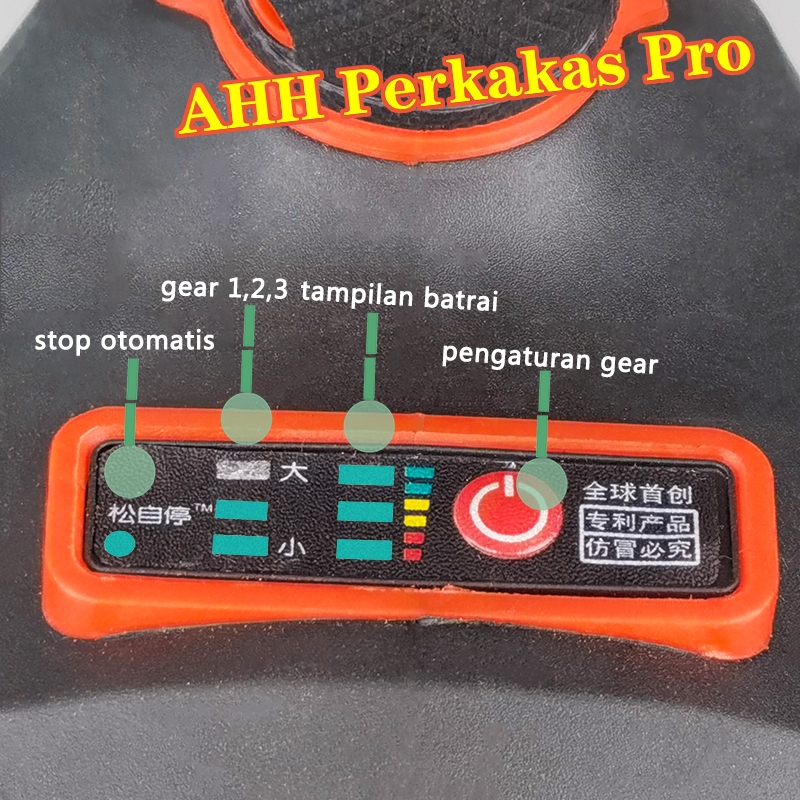 AHH Perkakas Pro
gear 1,2,3
tampilan batrai
stop otomatis
pengaturan gear
大
松自停™
小
全球首创
专利产品
仿冒必究